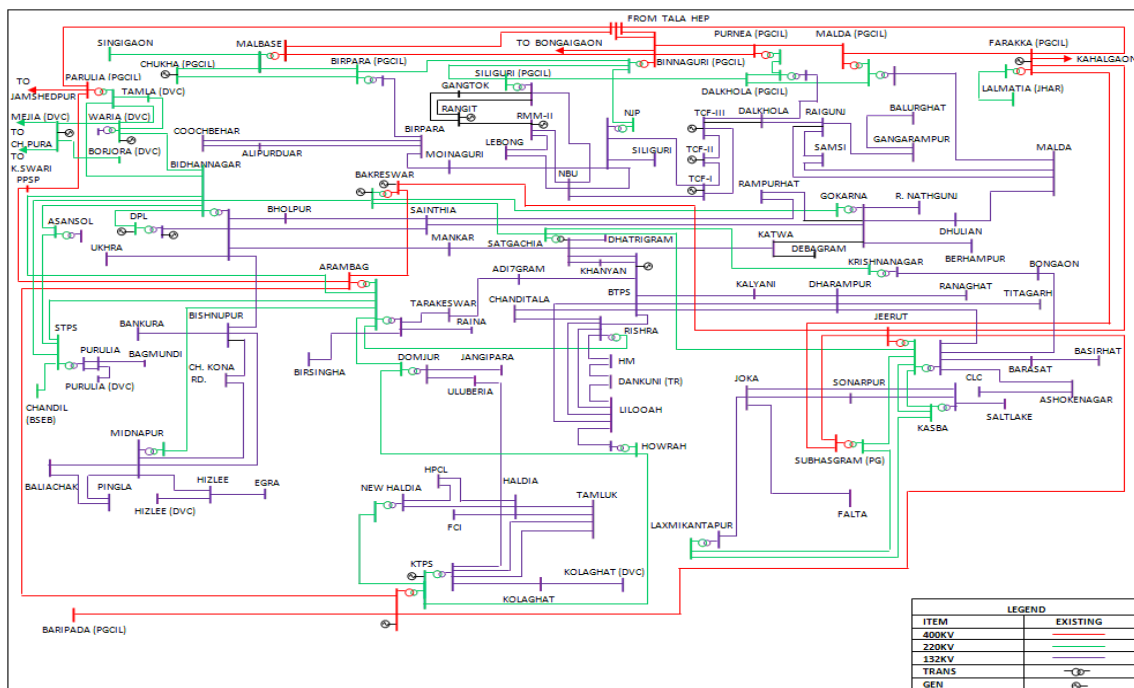 FROM TALA HEP
SINGIGAON
MALBASE
TO BONGAIGAON
PURNEA (PGCIL)
MALDA (PGCIL)
FARAKKA (PGCIL)
CHUKHA (PGCIL)
BIRPARA (PGCIL)
BINNAGURI (PGCIL)
KAHALGAON
TO
JAMSHEDPUR
PARULIA (PGCIL)
TAMLA (DVC)
SILIGURI (PGCIL)
GANGTOK
DALKHOLA (PGCIL)
LALMATIA (JHAR)
MEJIA (DVC)
WARIA (DVC)
RANGIT
RMM-II
TCF-III
DALKHOLA
RAIGUNJ
BALURGHAT
TO
CH.PURA
TO
K.SWARI
PPSP
BORJORA (DVC)
COOCHBEHAR
ALIPURDUAR
BIRPARA
MOINAGURI
LEBONG
NBU
NJP
SILIGURI
TCF-II
TCF-I
SAMSI
GANGARAMPUR
MALDA
BIDHANNAGAR
BAKRESWAR
RAMPURHAT
GOKARNA
R. NATHGUNJ
ASANSOL
DPL
BHOLPUR
SAINTHIA
DHULIAN
UKHRA
MANKAR
SATGACHIA
DHATRIGRAM
KATWA
DEBAGRAM
BERHAMPUR
ARAMBAG
ADI7GRAM
KHANYAN
KRISHNANAGAR
BONGAON
TARAKESWAR
CHANDITALA
BTPS
KALYANI
DHARAMPUR
RANAGHAT
TITAGARH
STPS
BANKURA
BISHNUPUR
RAINA
RISHRA
JEERUT
PURULIA
BAGMUNDI
CH. KONA
RD.
BIRSINGHA
DOMJUR
JANGIPARA
HM
BARASAT
BASIRHAT
PURULIA (DVC)
ULUBERIA
DANKUNI (TR)
JOKA
SONARPUR
CLC
ASHOKENAGAR
CHANDIL
(BSEB)
LILOOAH
SALTLAKE
KASBA
MIDNAPUR
HOWRAH
SUBHASGRAM (PG)
BALIACHAK
PINGLA
HIZLEE
EGRA
HIZLEE (DVC)
NEW HALDIA
HPCL
HALDIA
TAMLUK
FCI
FALTA
LAXMIKANTAPUR
KTPS
KOLAGHAT (DVC)
KOLAGHAT
BARIPADA (PGCIL)
LEGEND
ITEM EXISTING
400KV
220KV
132KV
TRANS
GEN